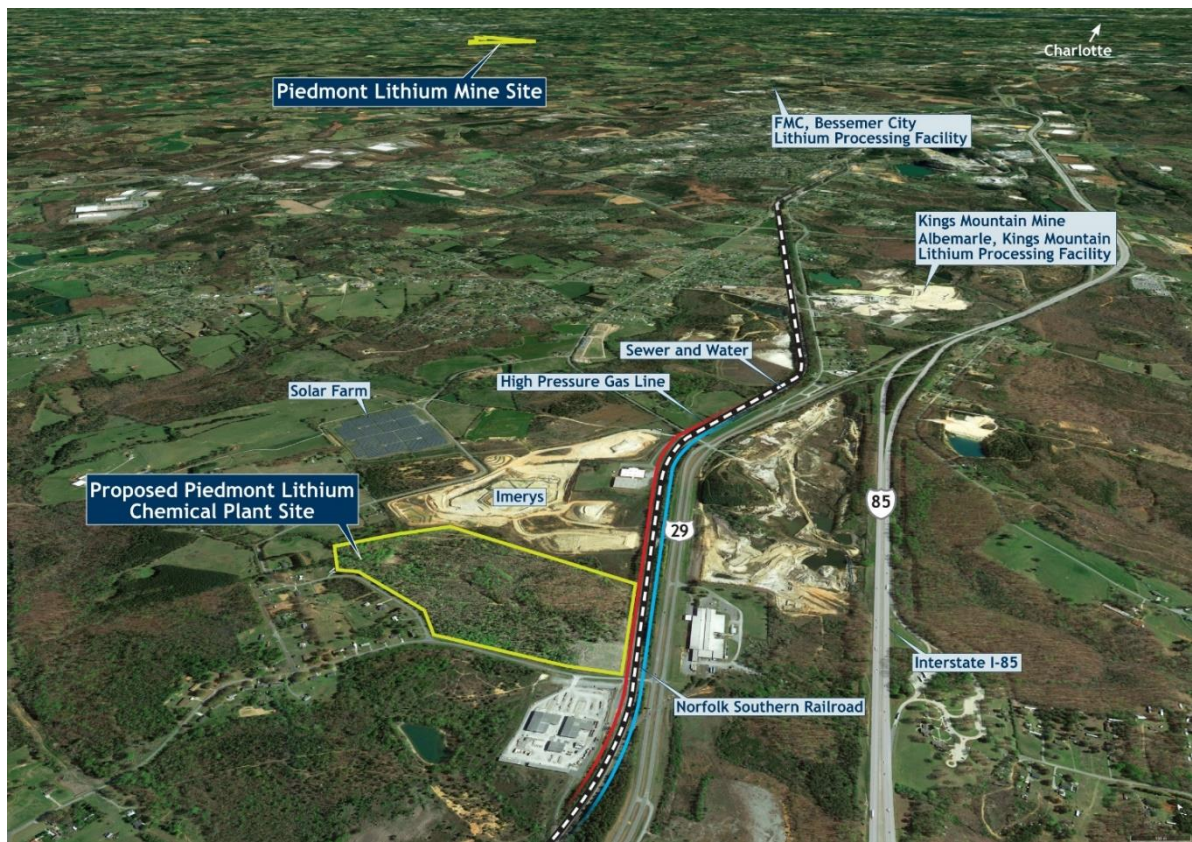 Charlotte
Piedmont Lithium Mine Site
FMC, Bessemer City
Lithium Processing Facility
Kings Mountain Mine
Albemarle, Kings Mountain
Lithium Processing Facility
Sewer and Water
High Pressure Gas Line
Solar Farm
Proposed Piedmont Lithium
Chemical Plant Site
Imerys
85
29
Interstate I-85
Norfolk Southern Railroad